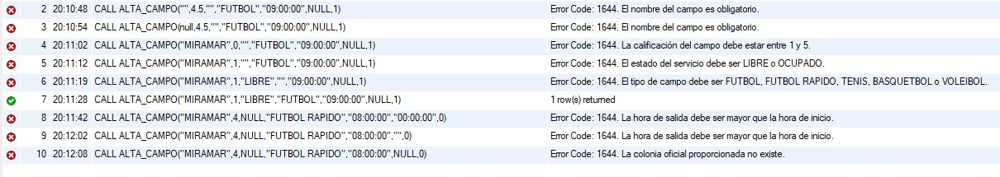 2 20:10:48 CALL ALTA_CAMPO("",4.5,"","FUTBOL","09:00:00",NULL,1) Error Code: 1644. El nombre del campo es obligatorio.
3 20:10:54 CALL ALTA_CAMPO(null,4.5,"","FUTBOL","09:00:00",NULL,1) Error Code: 1644. El nombre del campo es obligatorio.
4 20:11:02 CALL ALTA_CAMPO("MIRAMAR",0,"","FUTBOL","09:00:00",NULL,1) Error Code: 1644. La calificación del campo debe estar entre 1 y 5.
5 20:11:12 CALL ALTA_CAMPO("MIRAMAR",1,"","FUTBOL","09:00:00",NULL,1) Error Code: 1644. El estado del servicio debe ser LIBRE o OCUPADO.
6 20:11:19 CALL ALTA_CAMPO("MIRAMAR",1,"LIBRE","","09:00:00",NULL,1) Error Code: 1644. El tipo de campo debe ser FUTBOL, FUTBOL RAPIDO, TENIS, BASQUETBOL o VOLEIBOL.
7 20:11:28 CALL ALTA_CAMPO("MIRAMAR",1,"LIBRE","FUTBOL","09:00:00",NULL,1) 1 row(s) returned
8 20:11:42 CALL ALTA_CAMPO("MIRAMAR",4,NULL,"FUTBOL RAPIDO","08:00:00","00:00:00",0) Error Code: 1644. La hora de salida debe ser mayor que la hora de inicio.
9 20:12:02 CALL ALTA_CAMPO("MIRAMAR",4,NULL,"FUTBOL RAPIDO","08:00:00","",0) Error Code: 1644. La hora de salida debe ser mayor que la hora de inicio.
10 20:12:08 CALL ALTA_CAMPO("MIRAMAR",4,NULL,"FUTBOL RAPIDO","08:00:00",NULL,0) Error Code: 1644. La colonia oficial proporcionada no existe.